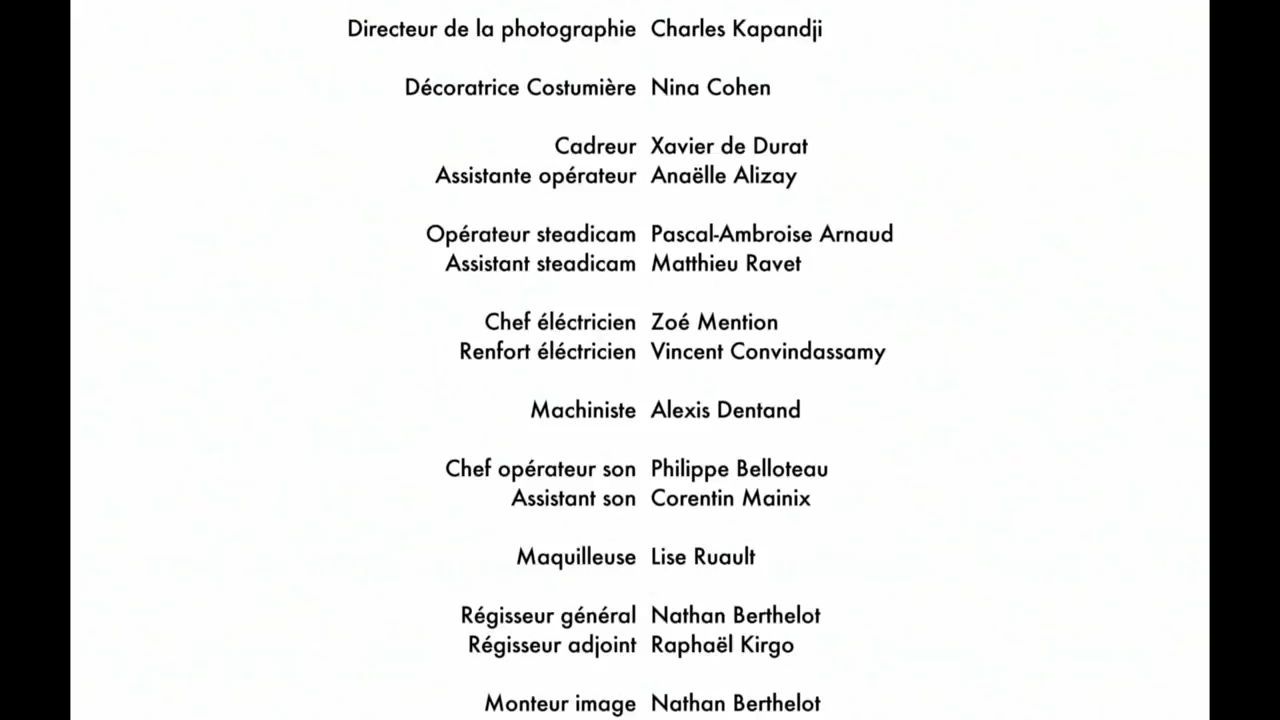 Directeur de la photographie Charles Kapandji
Décoratrice Costumière Nina Cohen
Cadreur Xavier de Durat
Assistante opérateur Anaëlle Alizay
Opérateur steadicam Pascal-Ambroise Arnaud
Assistant steadicam Matthieu Ravet
Chef éléctricien Zoé Mention
Renfort éléctricien Vincent Convindassamy
Machiniste Alexis Dentand
Chef opérateur son Philippe Belloteau
Assistant son Corentin Mainix
Maquilleuse Lise Ruault
Régisseur général Nathan Berthelot
Régisseur adjoint Raphaël Kirgo
Monteur image Nathan Berthelot